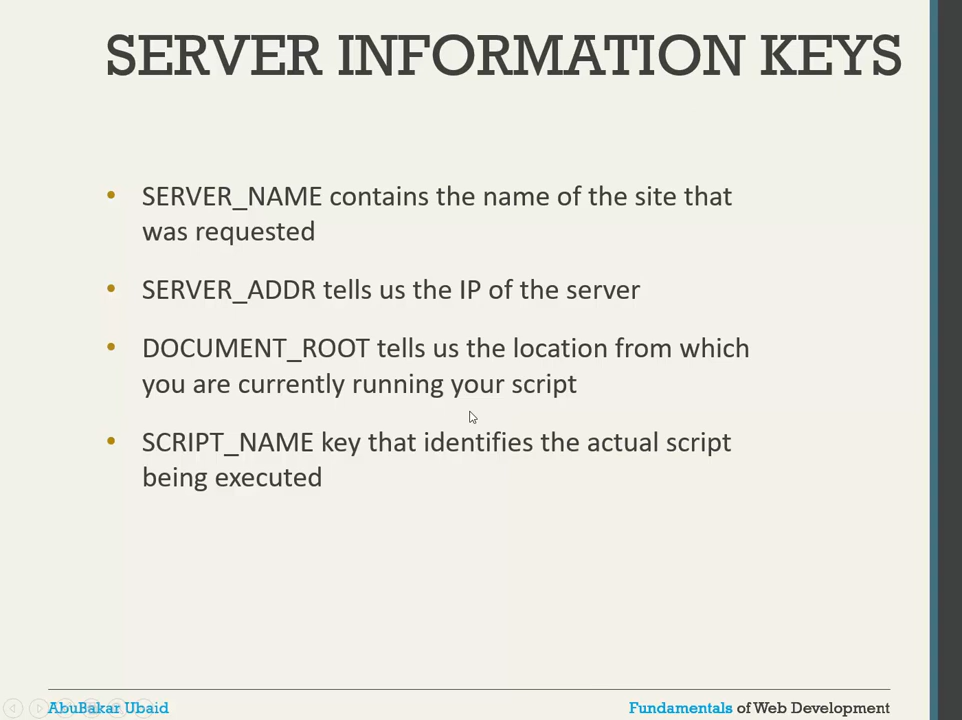 SERVER INFORMATION KEYS
• SERVER_NAME contains the name of the site that
was requested
• SERVER_ADDR tells us the IP of the server
• DOCUMENT_ROOT tells us the location from which
you are currently running your script
• SCRIPT_NAME key that identifies the actual script
being executed
AbuBakar Ubaid
Fundamentals of Web Development